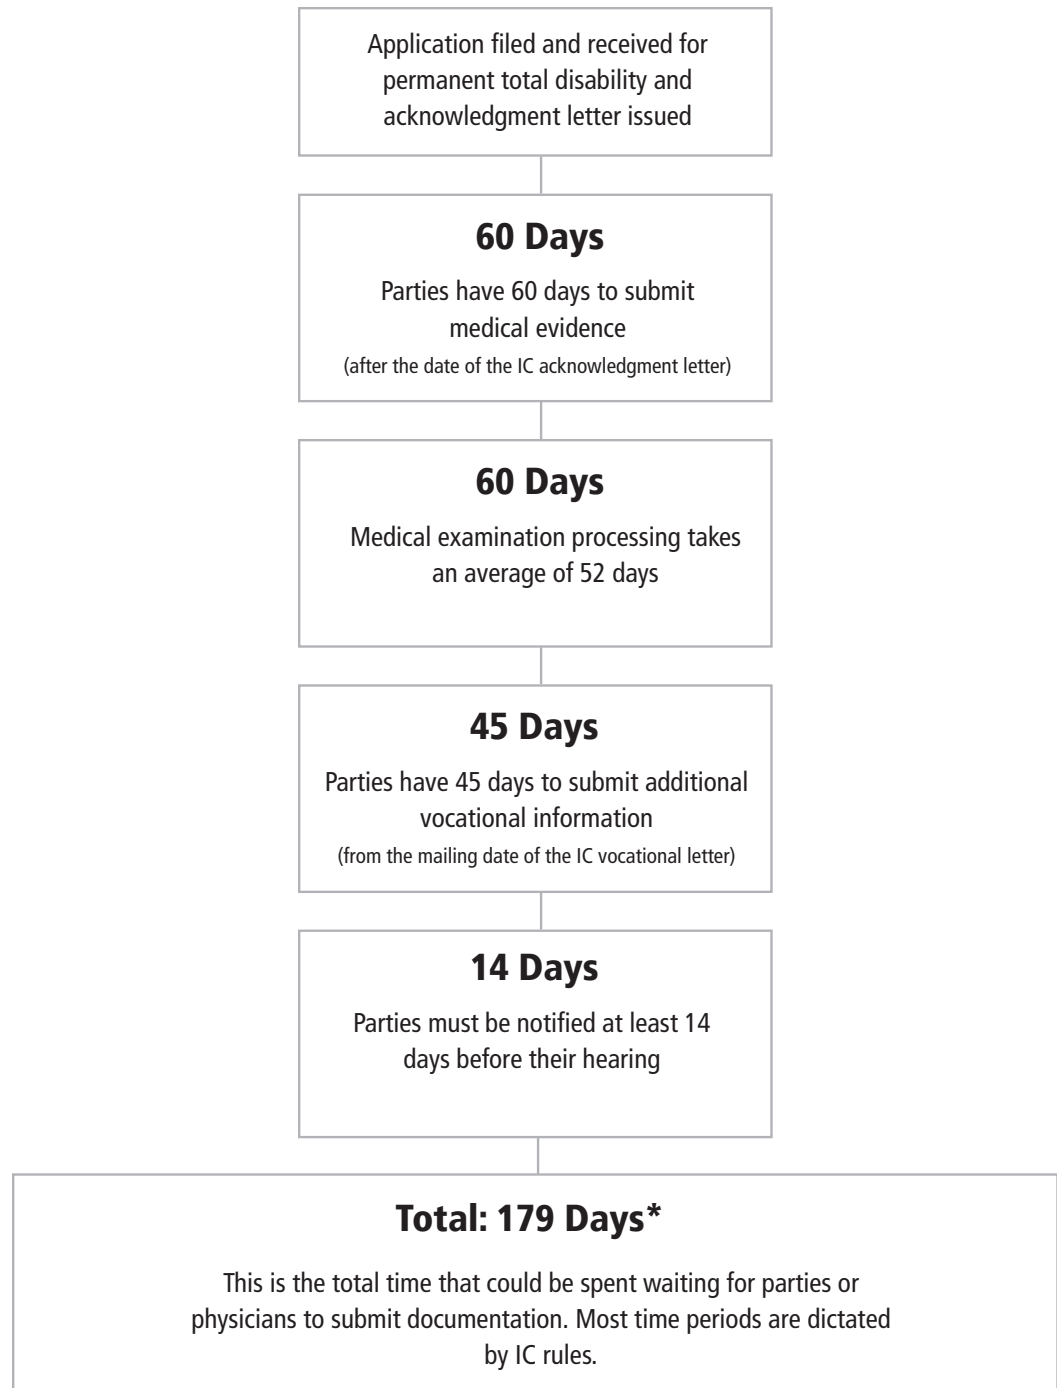 Application filed and received for
permanent total disability and
acknowledgment letter issued
60 Days
Parties have 60 days to submit
medical evidence
(after the date of the IC acknowledgment letter)
60 Days
Medical examination processing takes
an average of 52 days
45 Days
Parties have 45 days to submit additional
vocational information
(from the mailing date of the IC vocational letter)
14 Days
Parties must be notified at least 14
days before their hearing
Total: 179 Days*
This is the total time that could be spent waiting for parties or
physicians to submit documentation. Most time periods are dictated
by IC rules.